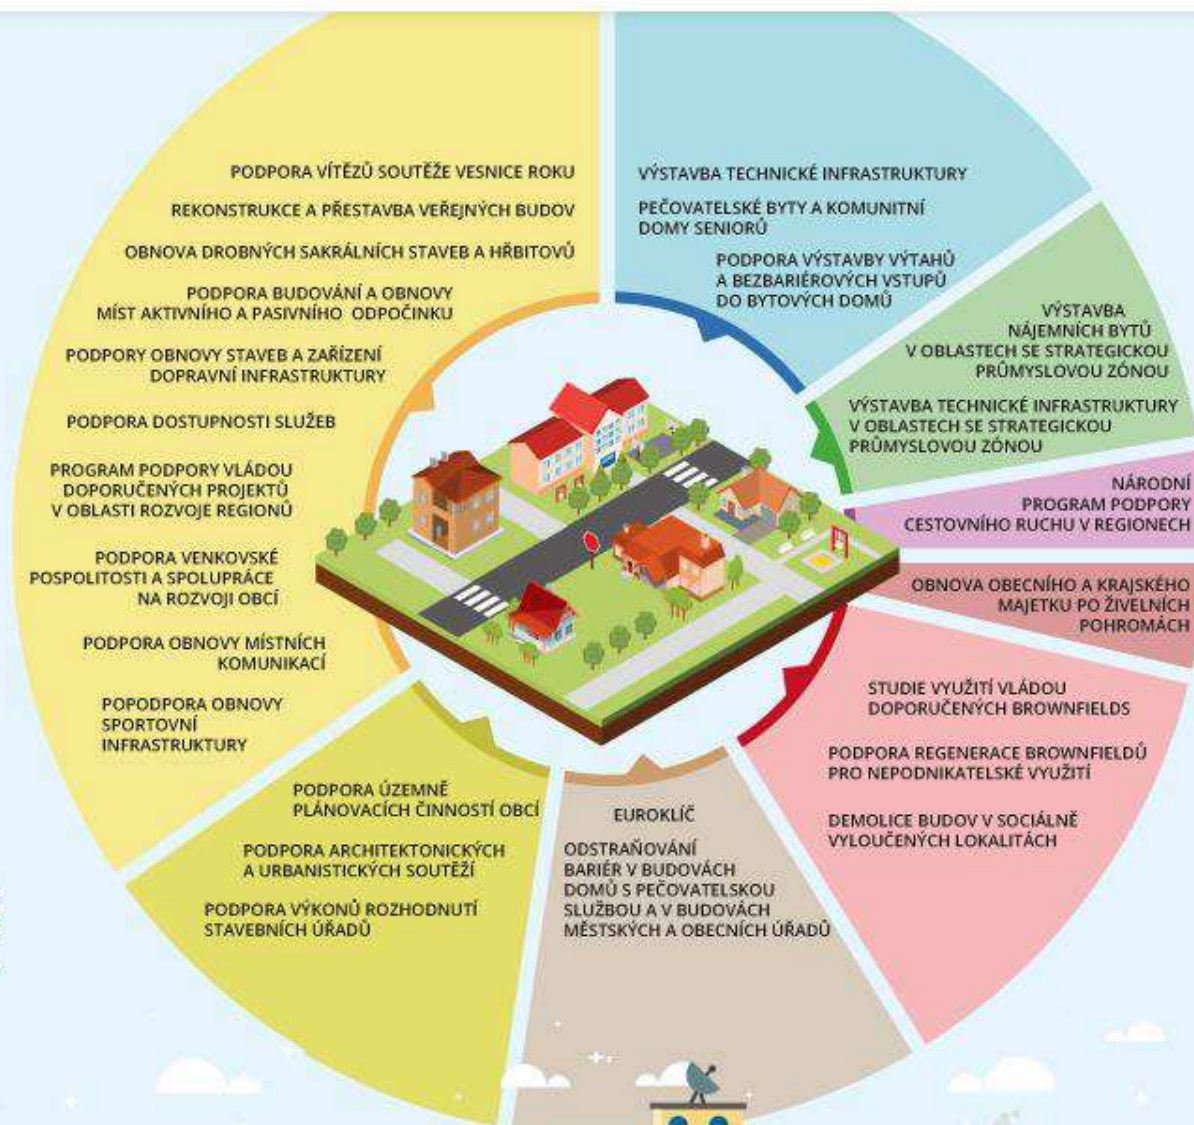 PODPORA VÍTĚZŮ SOUTĚŽE VESNICE ROKU
REKONSTRUKCE A PŘESTAVBA VEŘEJNÝCH BUDOV
OBNOVA DROBNÝCH SAKRÁLNÍCH STAVEB A HŘBITOVŮ
PODPORA BUDOVÁNÍ A OBNOVY
MÍST AKTIVNÍHO A PASIVNÍHO ODPOČINKU
PODPORY OBNOVY STAVEB A ZAŘÍZENÍ
DOPRAVNÍ INFRASTRUKTURY
PODPORA DOSTUPNOSTI SLUŽEB
PROGRAM PODPORY VLÁDOU
DOPORUČENÝCH PROJEKTŮ
V OBLASTI ROZVOJE REGIONŮ
PODPORA VENKOVSKÉ
POSPOLITOSTI A SPOLUPRÁCE
NA ROZVOJI OBCÍ
PODPORA OBNOVY MÍSTNÍCH
KOMUNIKACÍ
POPODPORA OBNOVY
SPORTOVNÍ
INFRASTRUKTURY
VÝSTAVBA TECHNICKÉ INFRASTRUKTURY
PEČOVATELSKÉ BYTY A KOMUNITNÍ
DOMY SENIORŮ
PODPORA VÝSTAVBY VÝTAHŮ
A BEZBARIÉROVÝCH VSTUPŮ
DO BYTOVÝCH DOMŮ
VÝSTAVBA
NÁJEMNÍCH BYTŮ
V OBLASTECH SE STRATEGICKOU
PRŮMYSLOVOU ZÓNOU
VÝSTAVBA TECHNICKÉ INFRASTRUKTURY
V OBLASTECH SE STRATEGICKOU
PRŮMYSLOVOU ZÓNOU
NÁRODNÍ
PROGRAM PODPORY
CESTOVNÍHO RUCHU V REGIONECH
OBNOVA OBECNÍHO A KRAJSKÉHO
MAJETKU PO ŽIVELNÍCH
POHROMÁCH
STUDIE VYUŽITÍ VLÁDOU
DOPORUČENÝCH BROWNFIELDS
PODPORA REGENERACE BROWNFIELDŮ
PRO NEPODNIKATELSKÉ VYUŽITÍ
DEMOLICE BUDOV V SOCIÁLNĚ
VYLOUČENÝCH LOKALITÁCH
EUROKLÍČ
ODSTRAŇOVÁNÍ
BARIÉR V BUDOVÁCH
DOMŮ S PEČOVATELSKOU
SLUŽBOU A V BUDOVÁCH
MĚSTSKÝCH A OBECNÍCH ÚŘADŮ
PODPORA ÚZEMNĚ
PLÁNOVACÍCH ČINNOSTÍ OBCÍ
PODPORA ARCHITEKTONICKÝCH
A URBANISTICKÝCH SOUTĚŽÍ
PODPORA VÝKONŮ ROZHODNUTÍ
STAVEBNÍCH ÚŘADŮ